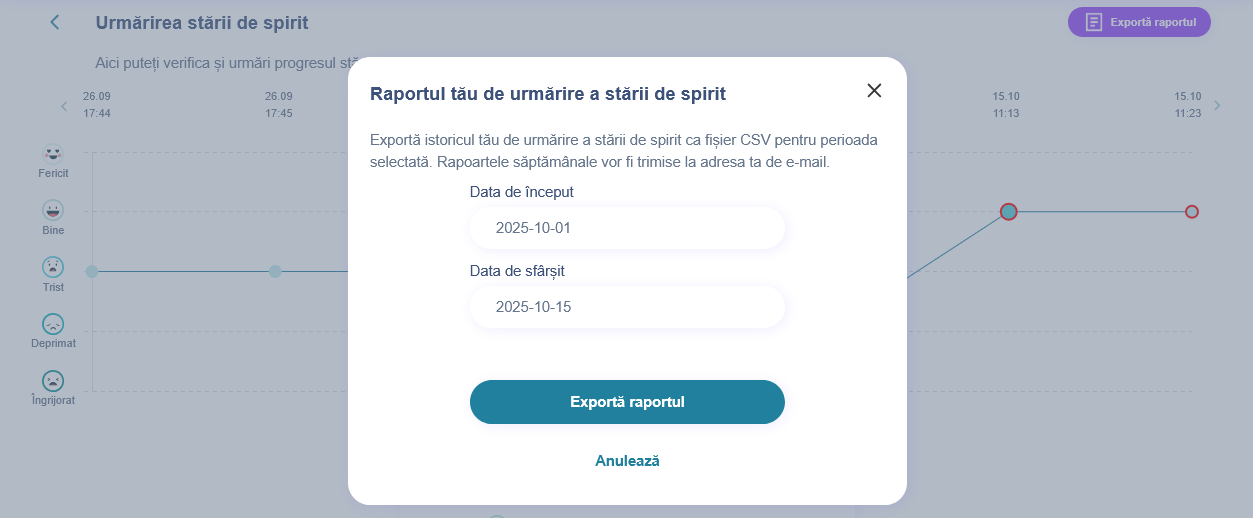 Urmărirea stării de spirit
Exportă raportul
Aici puteți verifica și urmări progresul
26.09
17:44
26.09
17:45
15.10
11:13
15.10
11:23
Fericit
Bine
Trist
Deprimat
Îngrijorat
Raportul tău de urmărire a stării de spirit
Exportă istoricul tău de urmărire a stării de spirit ca fișier CSV pentru perioada
selectată. Rapoartele săptămânale vor fi trimise la adresa ta de e-mail.
Data de început
2025-10-01
Data de sfârșit
2025-10-15
Exportă raportul
Anulează